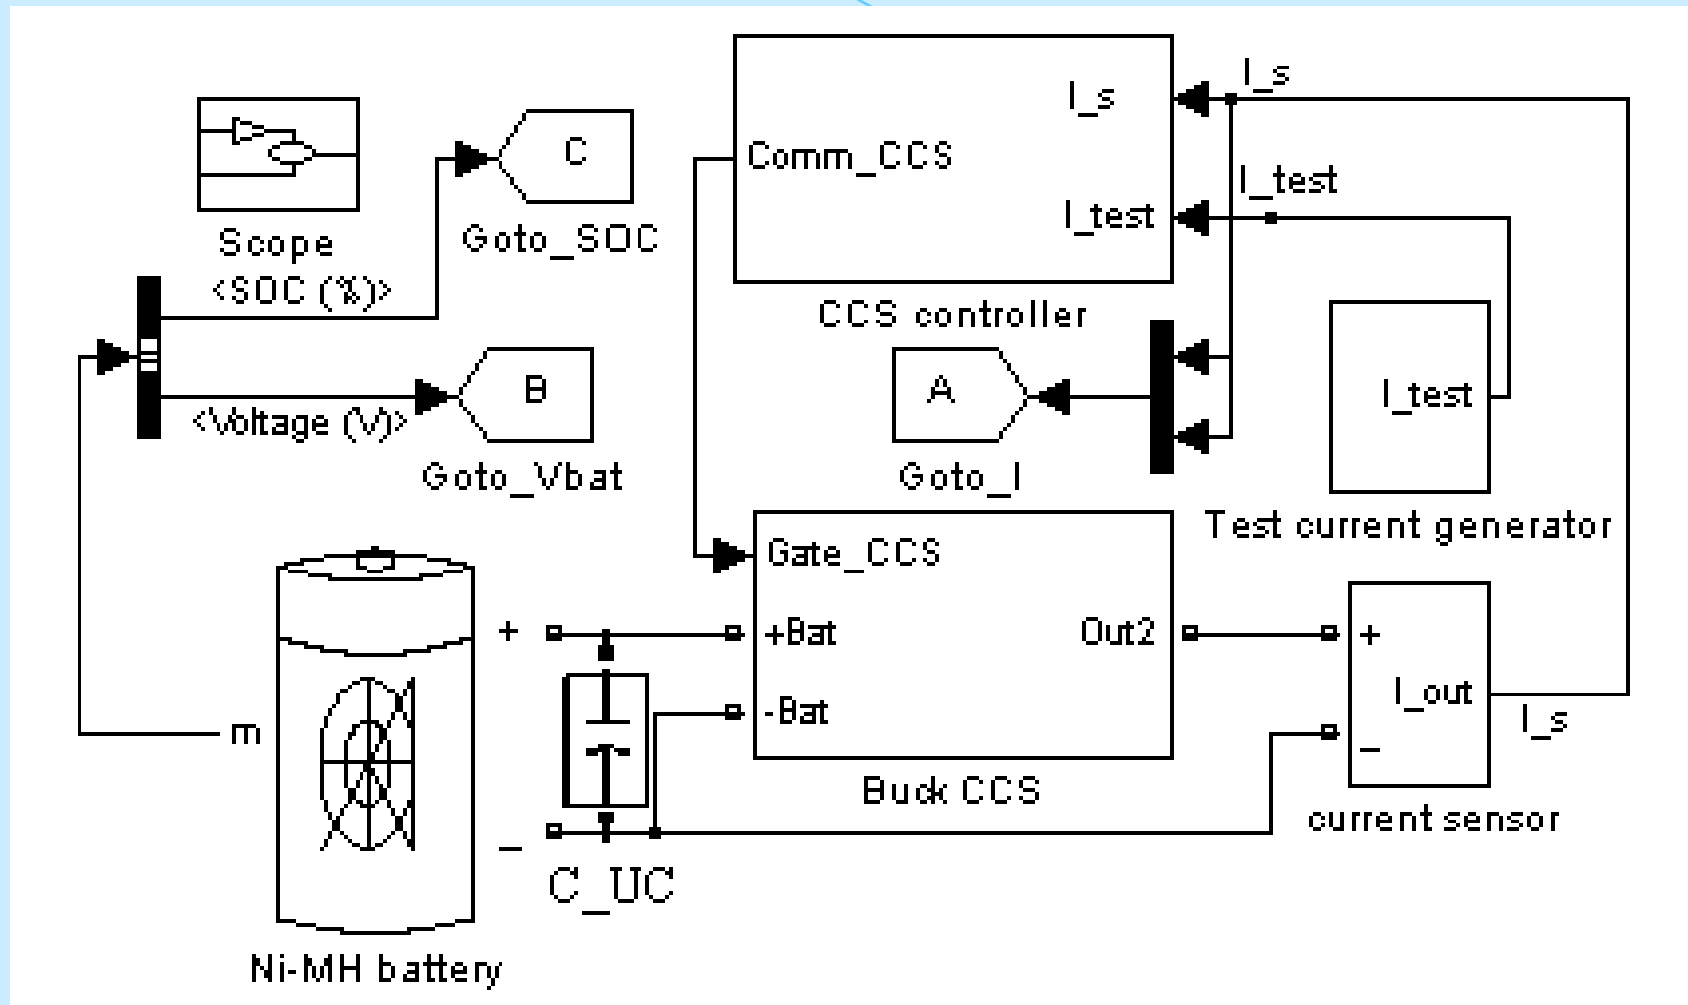 I_s
I_s
C
Comm_CCS
I_test
I_test
Scope
Goto_SOC
<SOC (%)>
CCS controller
A
B
I_test
<Voltage (V)>
Goto_Vbat
Goto_I
Test current generator
Gate_CCS
+
+Bat
Out2
+
I_out
-Bat
I_s
m
_
Buck CCS
current sensor
_
C_UC
Ni-MH battery